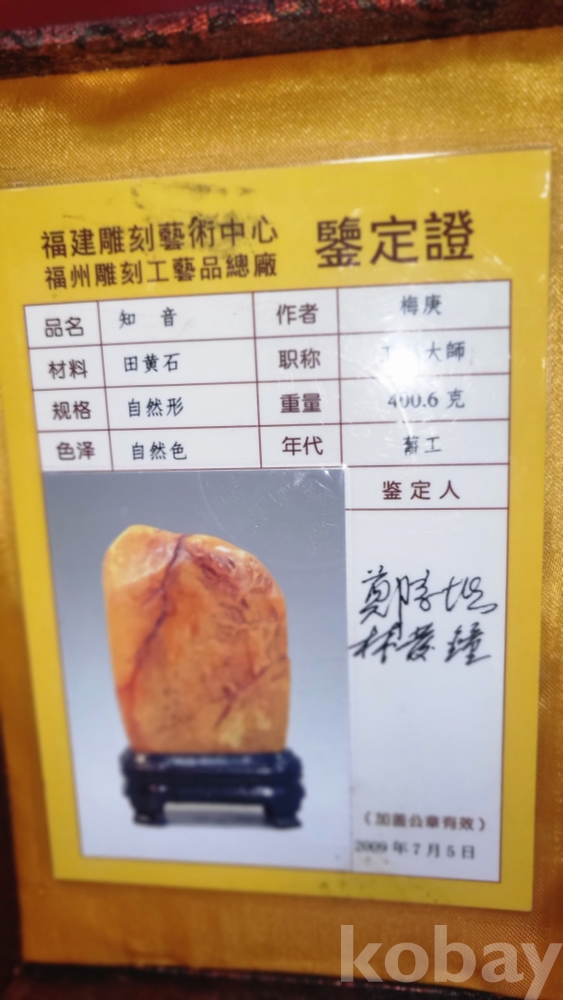 福建雕刻藝術中心
福州雕刻工藝品總廠
鑒定證
品名 知音 作者 梅庚
材料 田黄石 职称 大師
规格 自然形 重量 400.6 克
色泽 自然色 年代 工
鉴定人
(加蓋公章有效)
2009 年 7 月 5 日
kobay